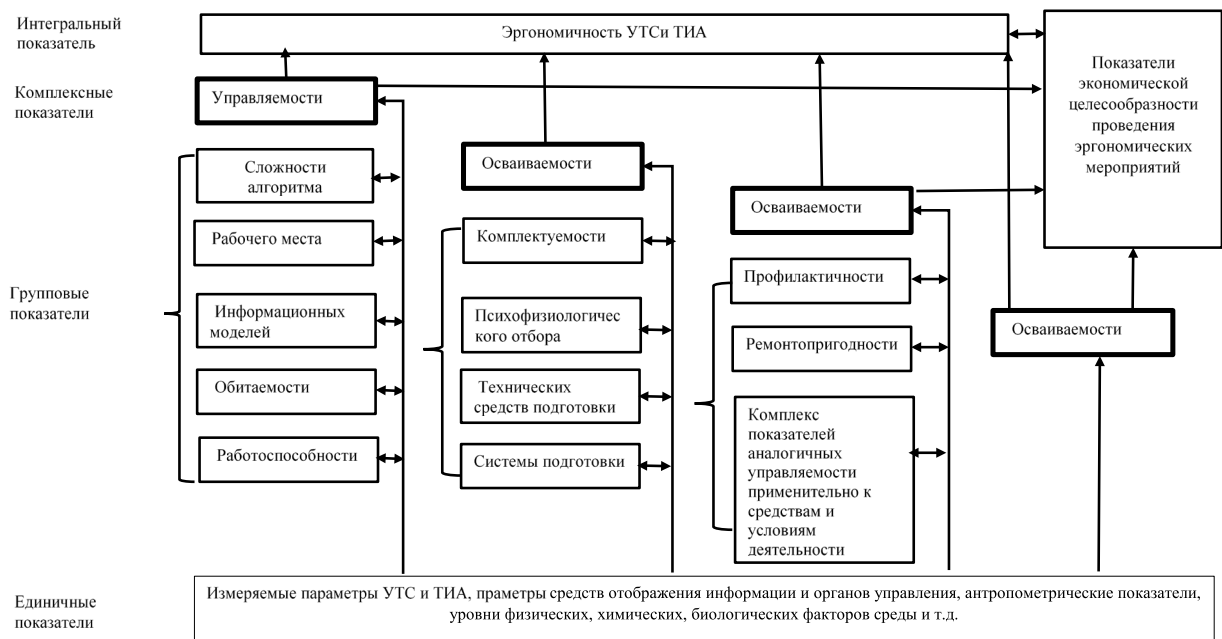 Интегральный
показатель
Эргономичность УТСи ТИА
Показатели
экономической
целесообразности
проведения
эргономических
мероприятий
Комплексные
показатели
Управляемости
Осваиваемости
Осваиваемости
Осваиваемости
Групповые
показатели
Сложности
алгоритма
Рабочего места
Информационных
моделей
Обитаемости
Работоспособности
Комплектуемости
Психофизиологичес
кого отбора
Технических
средств подготовки
Системы подготовки
Профилактичности
Ремонтопригодности
Комплекс
показателей
аналогичных
управляемости
применительно к
средствам и
условиям
деятельности
Единичные
показатели
Измеряемые параметры УТС и ТИА, праметры средств отображения информации и органов управления, антропометрические показатели,
уровни физических, химических, биологических факторов среды и т.д.